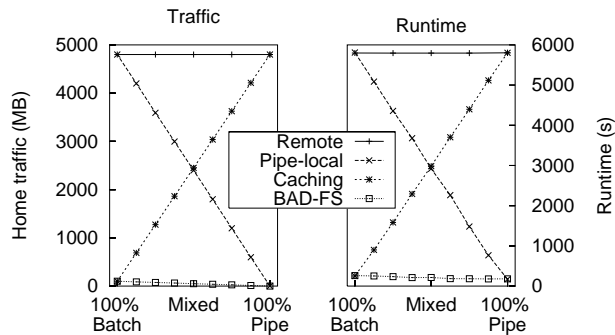 Traffic
Runtime
5000
4000
3000
2000
1000
0
Home traffic (MB)
6000
5000
4000
3000
2000
1000
0
Runtime (s)
Remote
Pipe-local
Caching
BAD-FS
100% Mixed 100%
Batch Pipe
100% Mixed 100%
Batch Pipe